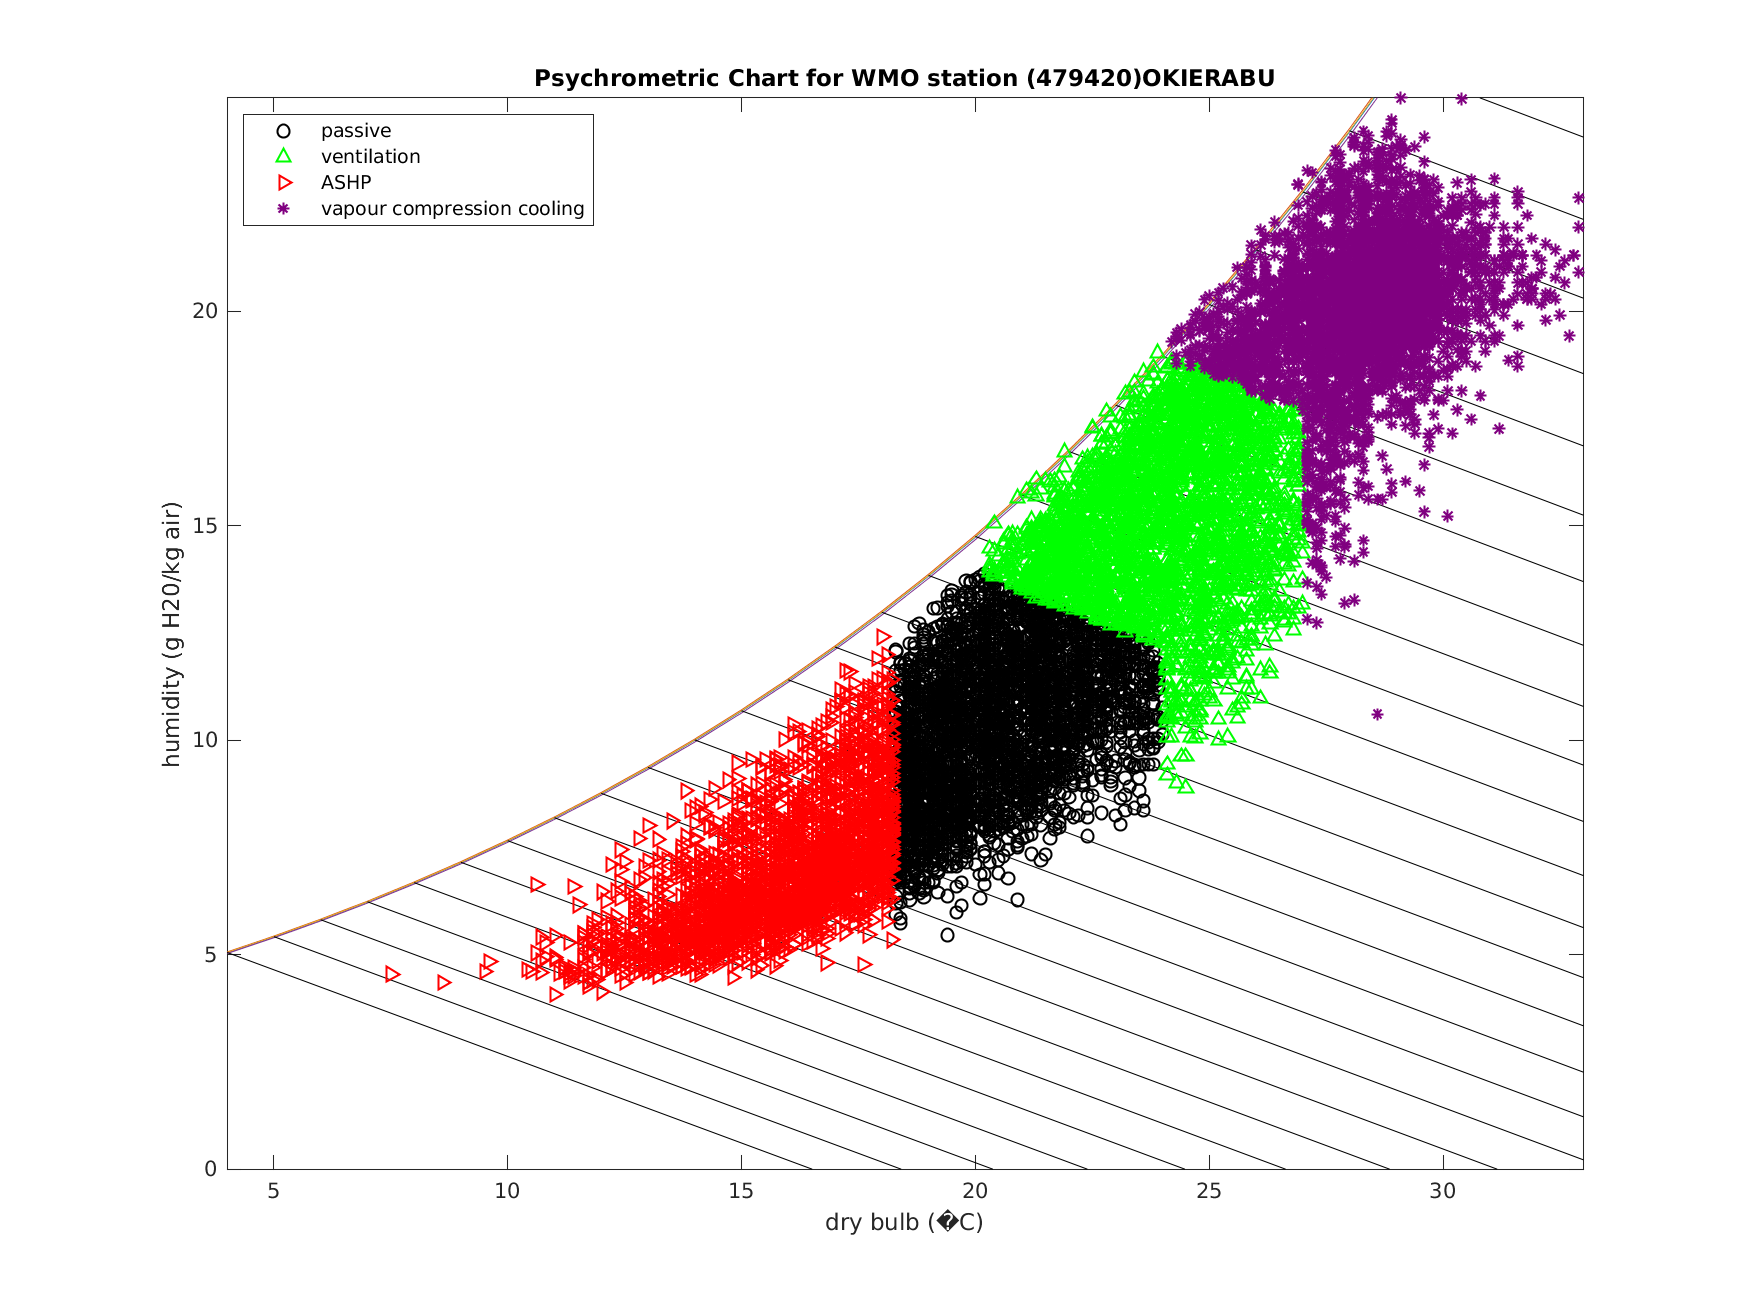 Psychrometric Chart for WMO station (479420)OKIERABU
passive
ventilation
ASHP
vapour compression cooling
humidity (g H20/kg air)
20
15
10
5
0
5 10 15 20 25 30
dry bulb (�C)